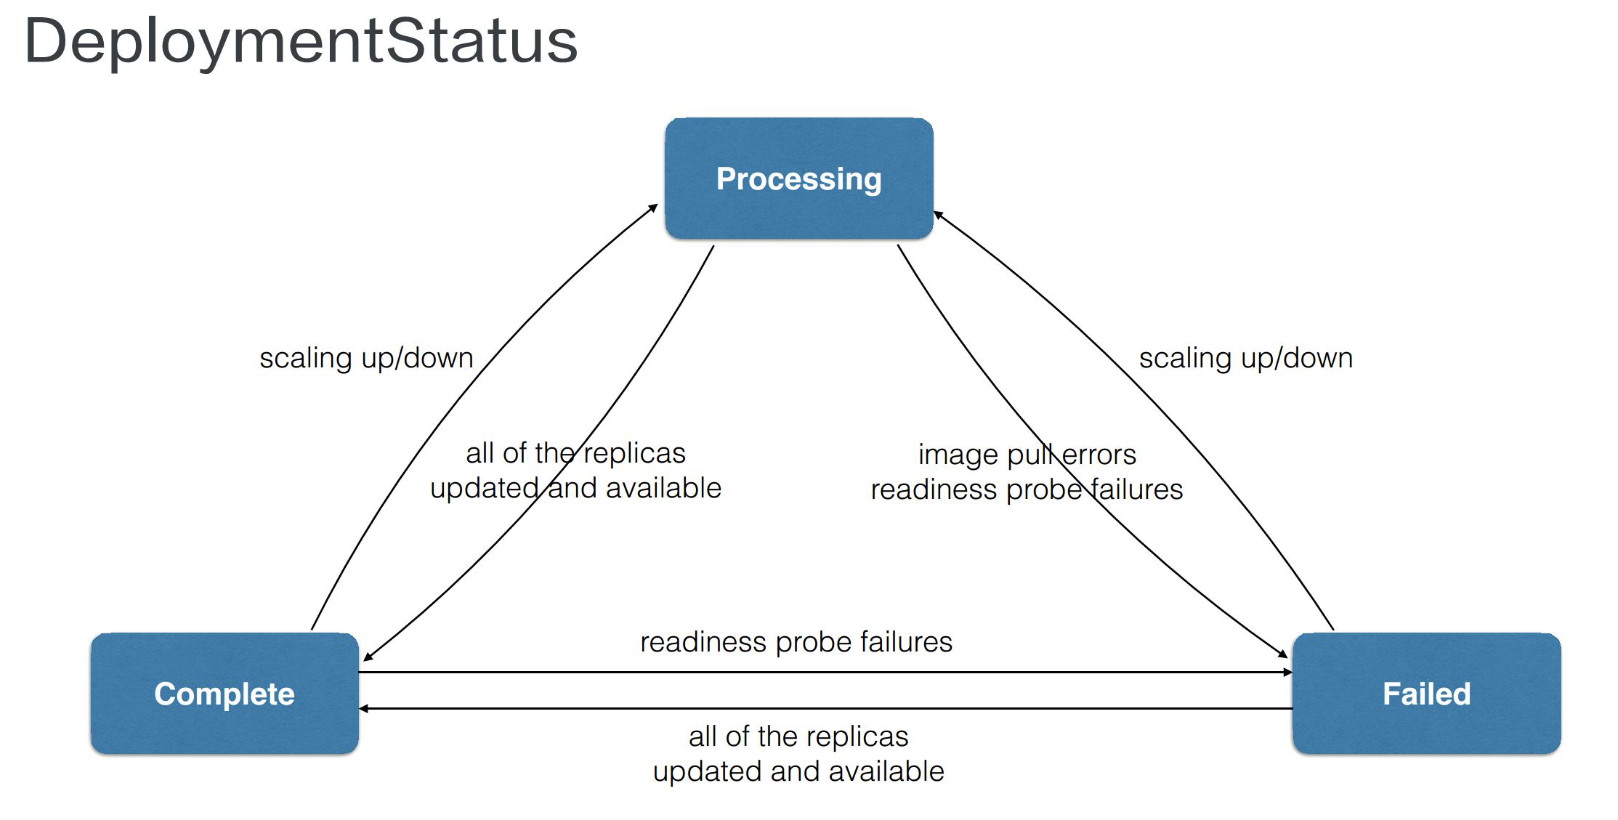 DeploymentStatus
Processing
scaling up/down
scaling up/down
all of the replicas
updated and available
image pull errors
readiness probe failures
readiness probe failures
Complete
Failed
all of the replicas
updated and available